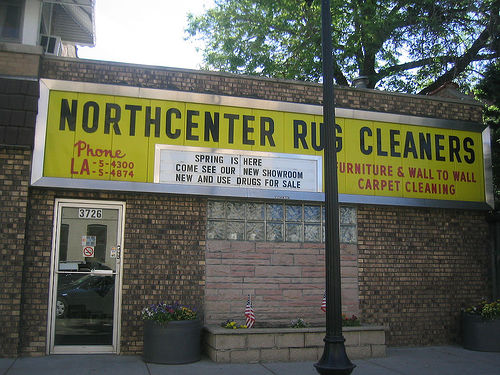 NORTHCENTER RUG CLEANERS
Phone
LA-5-4300
LA-5-4874
SPRING IS HERE
COME SEE OUR NEW SHOWROOM
NEW AND USE DRUGS FOR SALE
FURNITURE & WALL TO WALL
CARPET CLEANING
3726